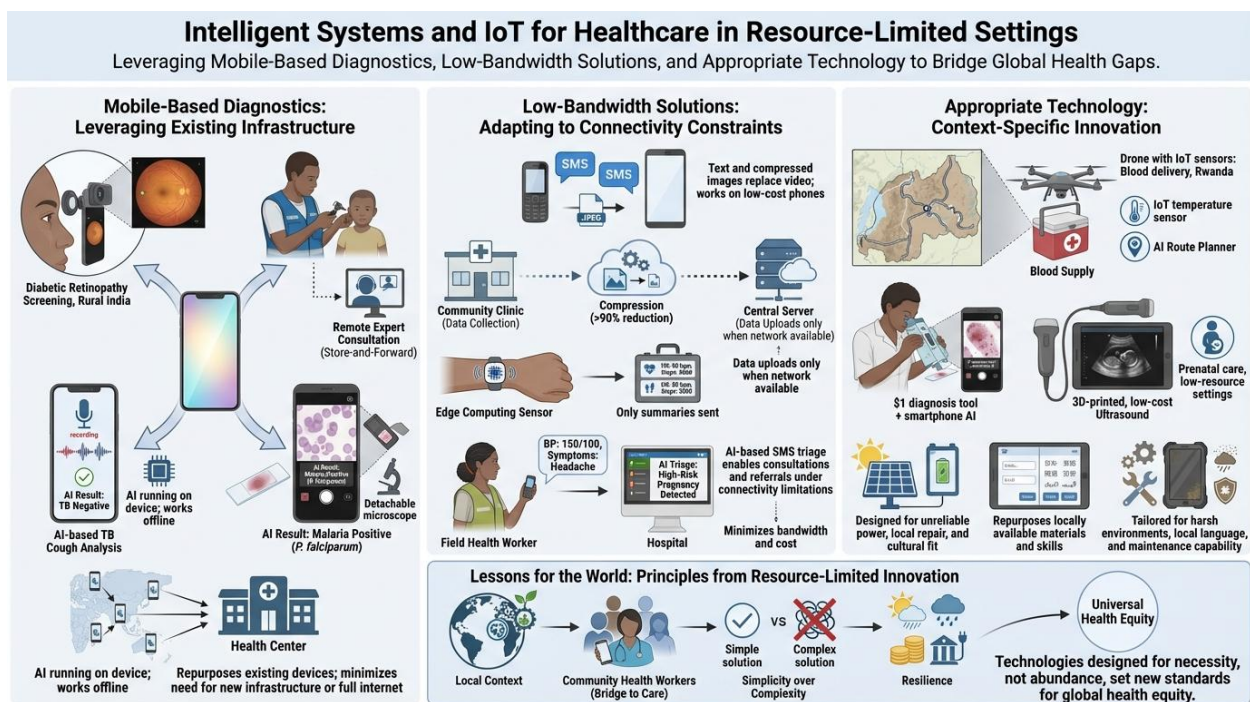 Intelligent Systems and IoT for Healthcare in Resource-Limited Settings
Leveraging Mobile-Based Diagnostics, Low-Bandwidth Solutions, and Appropriate Technology to Bridge Global Health Gaps.
Mobile-Based Diagnostics:
Leveraging Existing Infrastructure
Diabetic Retinopathy
Screening, Rural india
Remote Expert
Consultation
(Store-and-Forward)
recording
AI Result:
TB Negative
AI running on
device; works
offline
AI-based TB
Cough Analysis
AI Result:
Detachable
microscope
AI Result: Malaria Positive
(P. falciparum)
Health Center
AI running on device;
works offline
Repurposes existing devices; minimizes
need for new infrastructure or full internet
Low-Bandwidth Solutions:
Adapting to Connectivity Constraints
SMS
SMS
.JPEG
Text and compressed
images replace video;
works on low-cost phones
Community Clinic
(Data Collection)
Compression
(>90% reduction)
Central Server
(Data Uploads only
when network available)
Data uploads only
when network
available
Edge Computing Sensor
Only summaries sent
BP: 150/100,
Symptoms:
Headache
AI Triage:
High-Risk
Pregnancy
Detected
AI-based SMS triage
enables consultations
and referrals under
connectivity limitations
Minimizes bandwidth
and cost
Field Health Worker
Hospital
Appropriate Technology:
Context-Specific Innovation
Drone with IoT sensors:
Blood delivery, Rwanda
IoT temperature
sensor
AI Route Planner
Blood Supply
$1 diagnosis tool
+ smartphone AI
3D-printed, low-cost
Ultrasound
Prenatal care,
low-resource
settings
Designed for unreliable
power, local repair, and
cultural fit
Repurposes locally
available materials
and skills
Tailored for harsh
environments, local language,
and maintenance capability
Lessons for the World: Principles from Resource-Limited Innovation
Local Context
Community Health Workers
(Bridge to Care)
Simple
solution
VS
Complex
solution
Simplicity over
Complexity
Resilience
Universal
Health Equity
Technologies designed for necessity,
not abundance, set new standards
for global health equity.